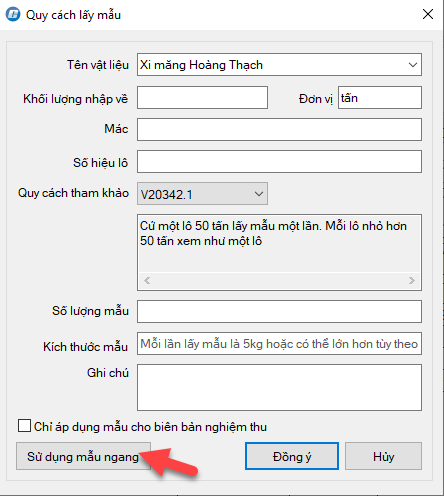 Quy cách lấy mẫu
Tên vật liệu Xi măng Hoàng Thạch
Khối lượng nhập về Đơn vị tấn
Mác
Số hiệu lô
Quy cách tham khảo V20342.1
Cứ một lô 50 tấn lấy mẫu một lần. Mỗi lô nhỏ hơn
50 tấn xem như một lô
Số lượng mẫu
Kích thước mẫu Mỗi lần lấy mẫu là 5kg hoặc có thể lớn hơn tùy theo
Ghi chú
Chỉ áp dụng mẫu cho biên bản nghiệm thu
Sử dụng mẫu ngang Đồng ý Hủy